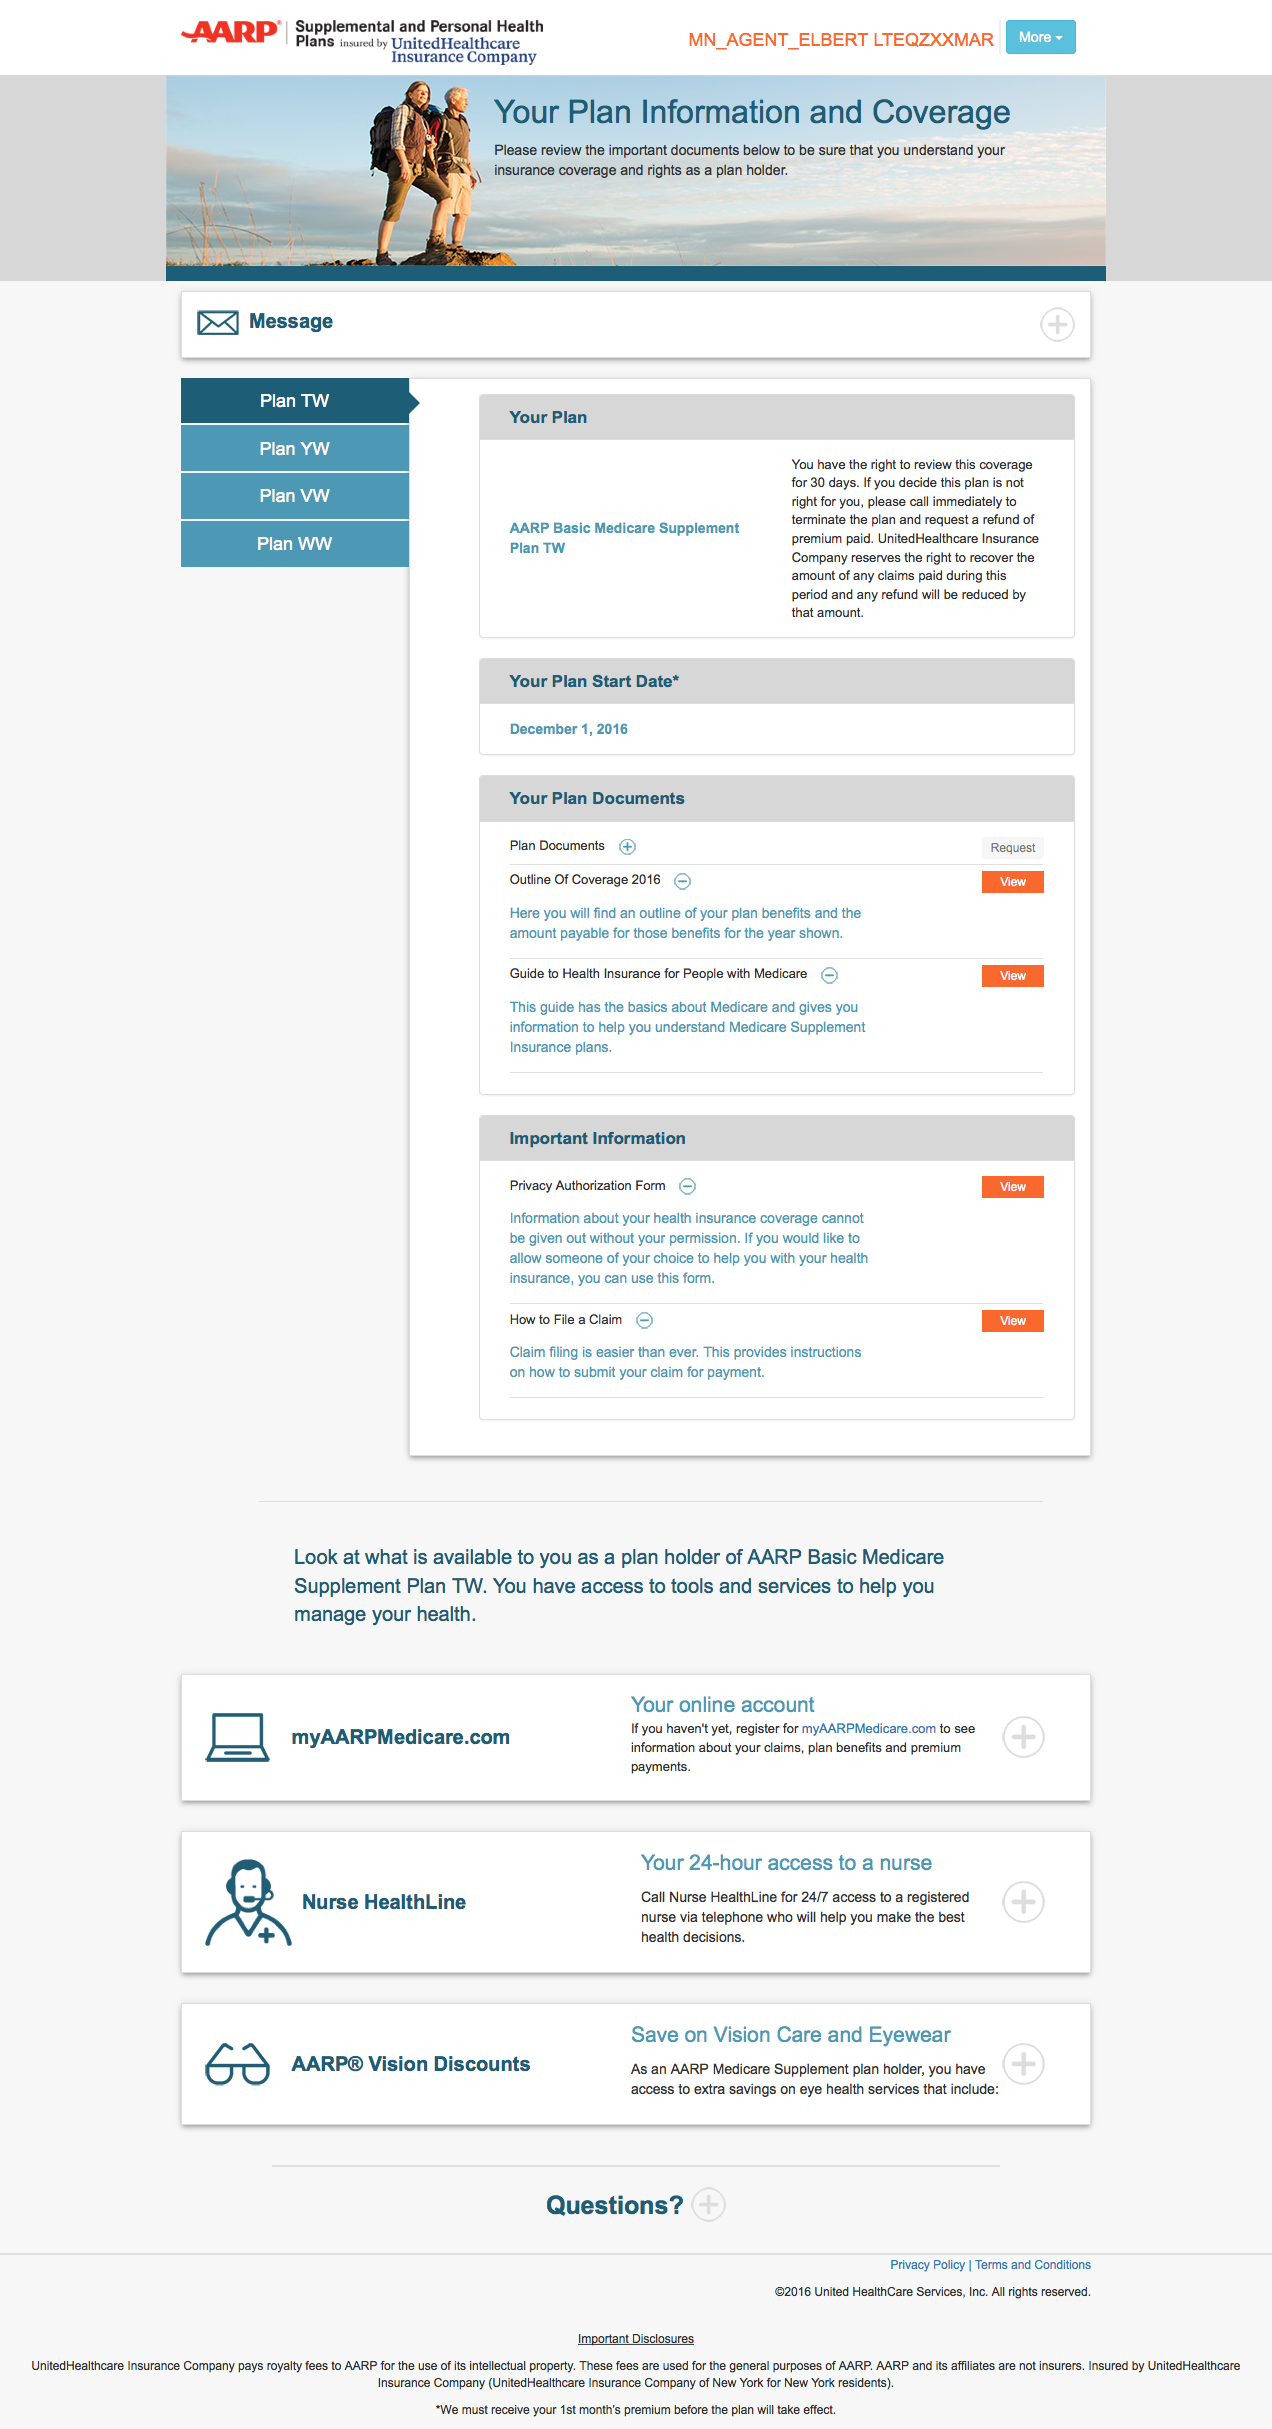 AARP
Supplemental and Personal Health
Plans insured by UnitedHealthcare
Insurance Company
MN_AGENT_ELBERT LTEQZXXMAR
More
Your Plan Information and Coverage
Please review the important documents below to be sure that you understand your
insurance coverage and rights as a plan holder.
Message
Plan TW
Plan YW
Plan VW
Plan WW
Your Plan
AARP Basic Medicare Supplement
Plan TW
You have the right to review this coverage
for 30 days. If you decide this plan is not
right for you, please call immediately to
terminate the plan and request a refund of
premium paid. UnitedHealthcare Insurance
Company reserves the right to recover the
amount of any claims paid during this
period and any refund will be reduced by
that amount.
Your Plan Start Date*
December 1, 2016
Your Plan Documents
Plan Documents
Request
Outline Of Coverage 2016
View
Here you will find an outline of your plan benefits and the
amount payable for those benefits for the year shown.
Guide to Health Insurance for People with Medicare
View
This guide has the basics about Medicare and gives you
information to help you understand Medicare Supplement
Insurance plans.
Important Information
Privacy Authorization Form
View
Information about your health insurance coverage cannot
be given out without your permission. If you would like to
allow someone of your choice to help you with your health
insurance, you can use this form.
How to File a Claim
View
Claim filing is easier than ever. This provides instructions
on how to submit your claim for payment.
Look at what is available to you as a plan holder of AARP Basic Medicare
Supplement Plan TW. You have access to tools and services to help you
manage your health.
myAARPMedicare.com
Your online account
If you haven't yet, register for myAARPMedicare.com to see
information about your claims, plan benefits and premium
payments.
Nurse HealthLine
Your 24-hour access to a nurse
Call Nurse HealthLine for 24/7 access to a registered
nurse via telephone who will help you make the best
health decisions.
AARP® Vision Discounts
Save on Vision Care and Eyewear
As an AARP Medicare Supplement plan holder, you have
access to extra savings on eye health services that include:
Questions?
Privacy Policy | Terms and Conditions
©2016 United HealthCare Services, Inc. All rights reserved.
Important Disclosures
UnitedHealthcare Insurance Company pays royalty fees to AARP for the use of its intellectual property. These fees are used for the general purposes of AARP. AARP and its affiliates are not insurers. Insured by UnitedHealthcare
Insurance Company (UnitedHealthcare Insurance Company of New York for New York residents).
*We must receive your 1st month's premium before the plan will take effect.